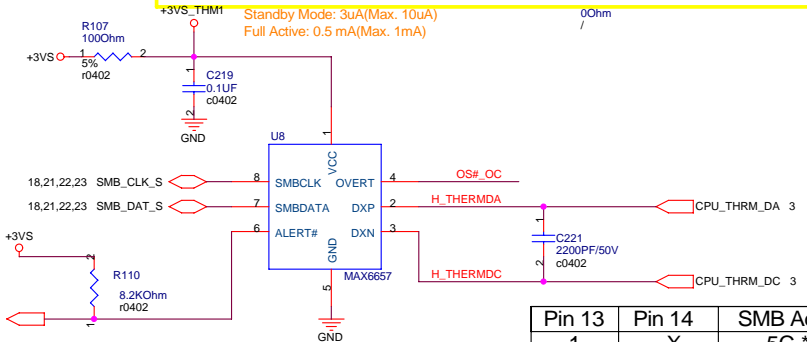 +3VS_THM1
Standby Mode: 3uA(Max. 10uA)
Full Active: 0.5 mA(Max. 1mA)
0Ohm
/
R107
100Ohm
+3VS
1
2
5%
r0402
1
C219
0.1UF
c0402
2
GND
U8
1
VCC
18,21,22,23 SMB_CLK_S
8
SMBCLK
OVERT
4
OS#_OC
18,21,22,23 SMB_DAT_S
7
SMBDATA
DXP
2
H_THERMDA
CPU_THRM_DA 3
6
ALERT#
DXN
3
1
C221
2200PF/50V
c0402
2
+3VS
2
R110
8.2KOhm
r0402
1
GND
MAX6657
H_THERMDC
CPU_THRM_DC 3
5
GND
Pin 13 Pin 14 SMB
1 X 5C